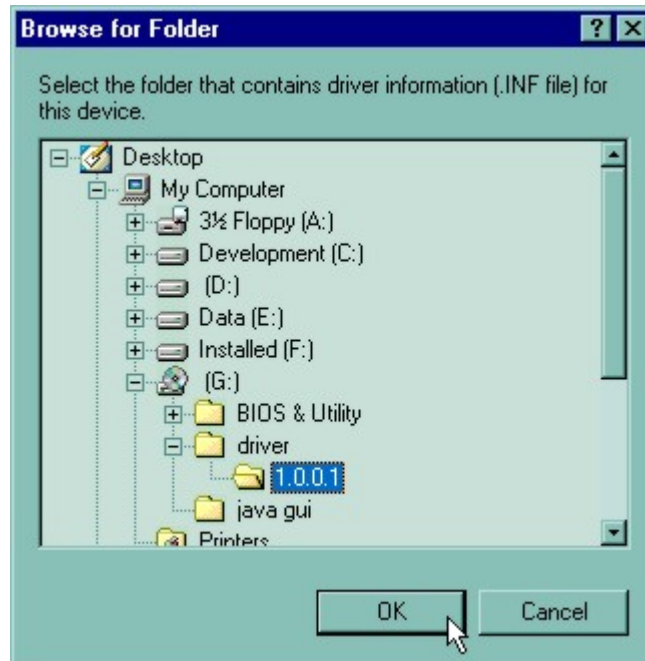 Browse for Folder
Select the folder that contains driver information (.INF file) for
this device.
Desktop
My Computer
3½ Floppy (A:)
Development (C:)
(D:)
Data (E:)
Installed (F:)
(G:)
BIOS & Utility
driver
1.0.0.1
java gui
Printers
OK Cancel